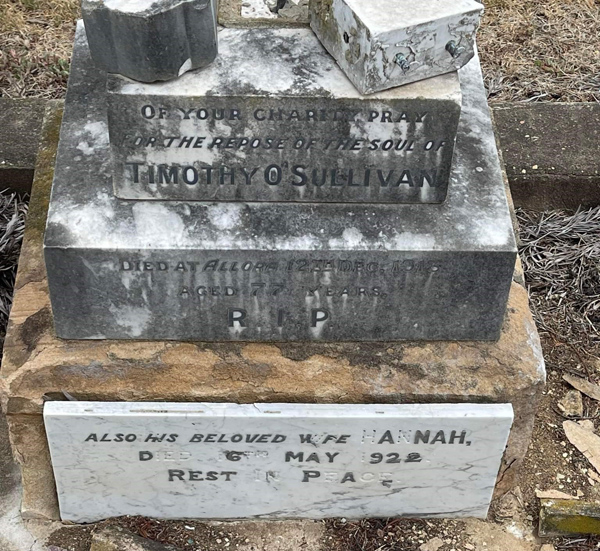 OF YOUR CHARITY PRAY
FOR THE REPOSE OF THE SOUL OF
TIMOTHY O'SULLIVAN
DIED AT ALLORA 12TH DEC.
AGED 77 YEARS
R.I.P.
ALSO HIS BELOVED WIFE HANNAH,
DIED 6TH MAY 1922.
REST IN PEACE